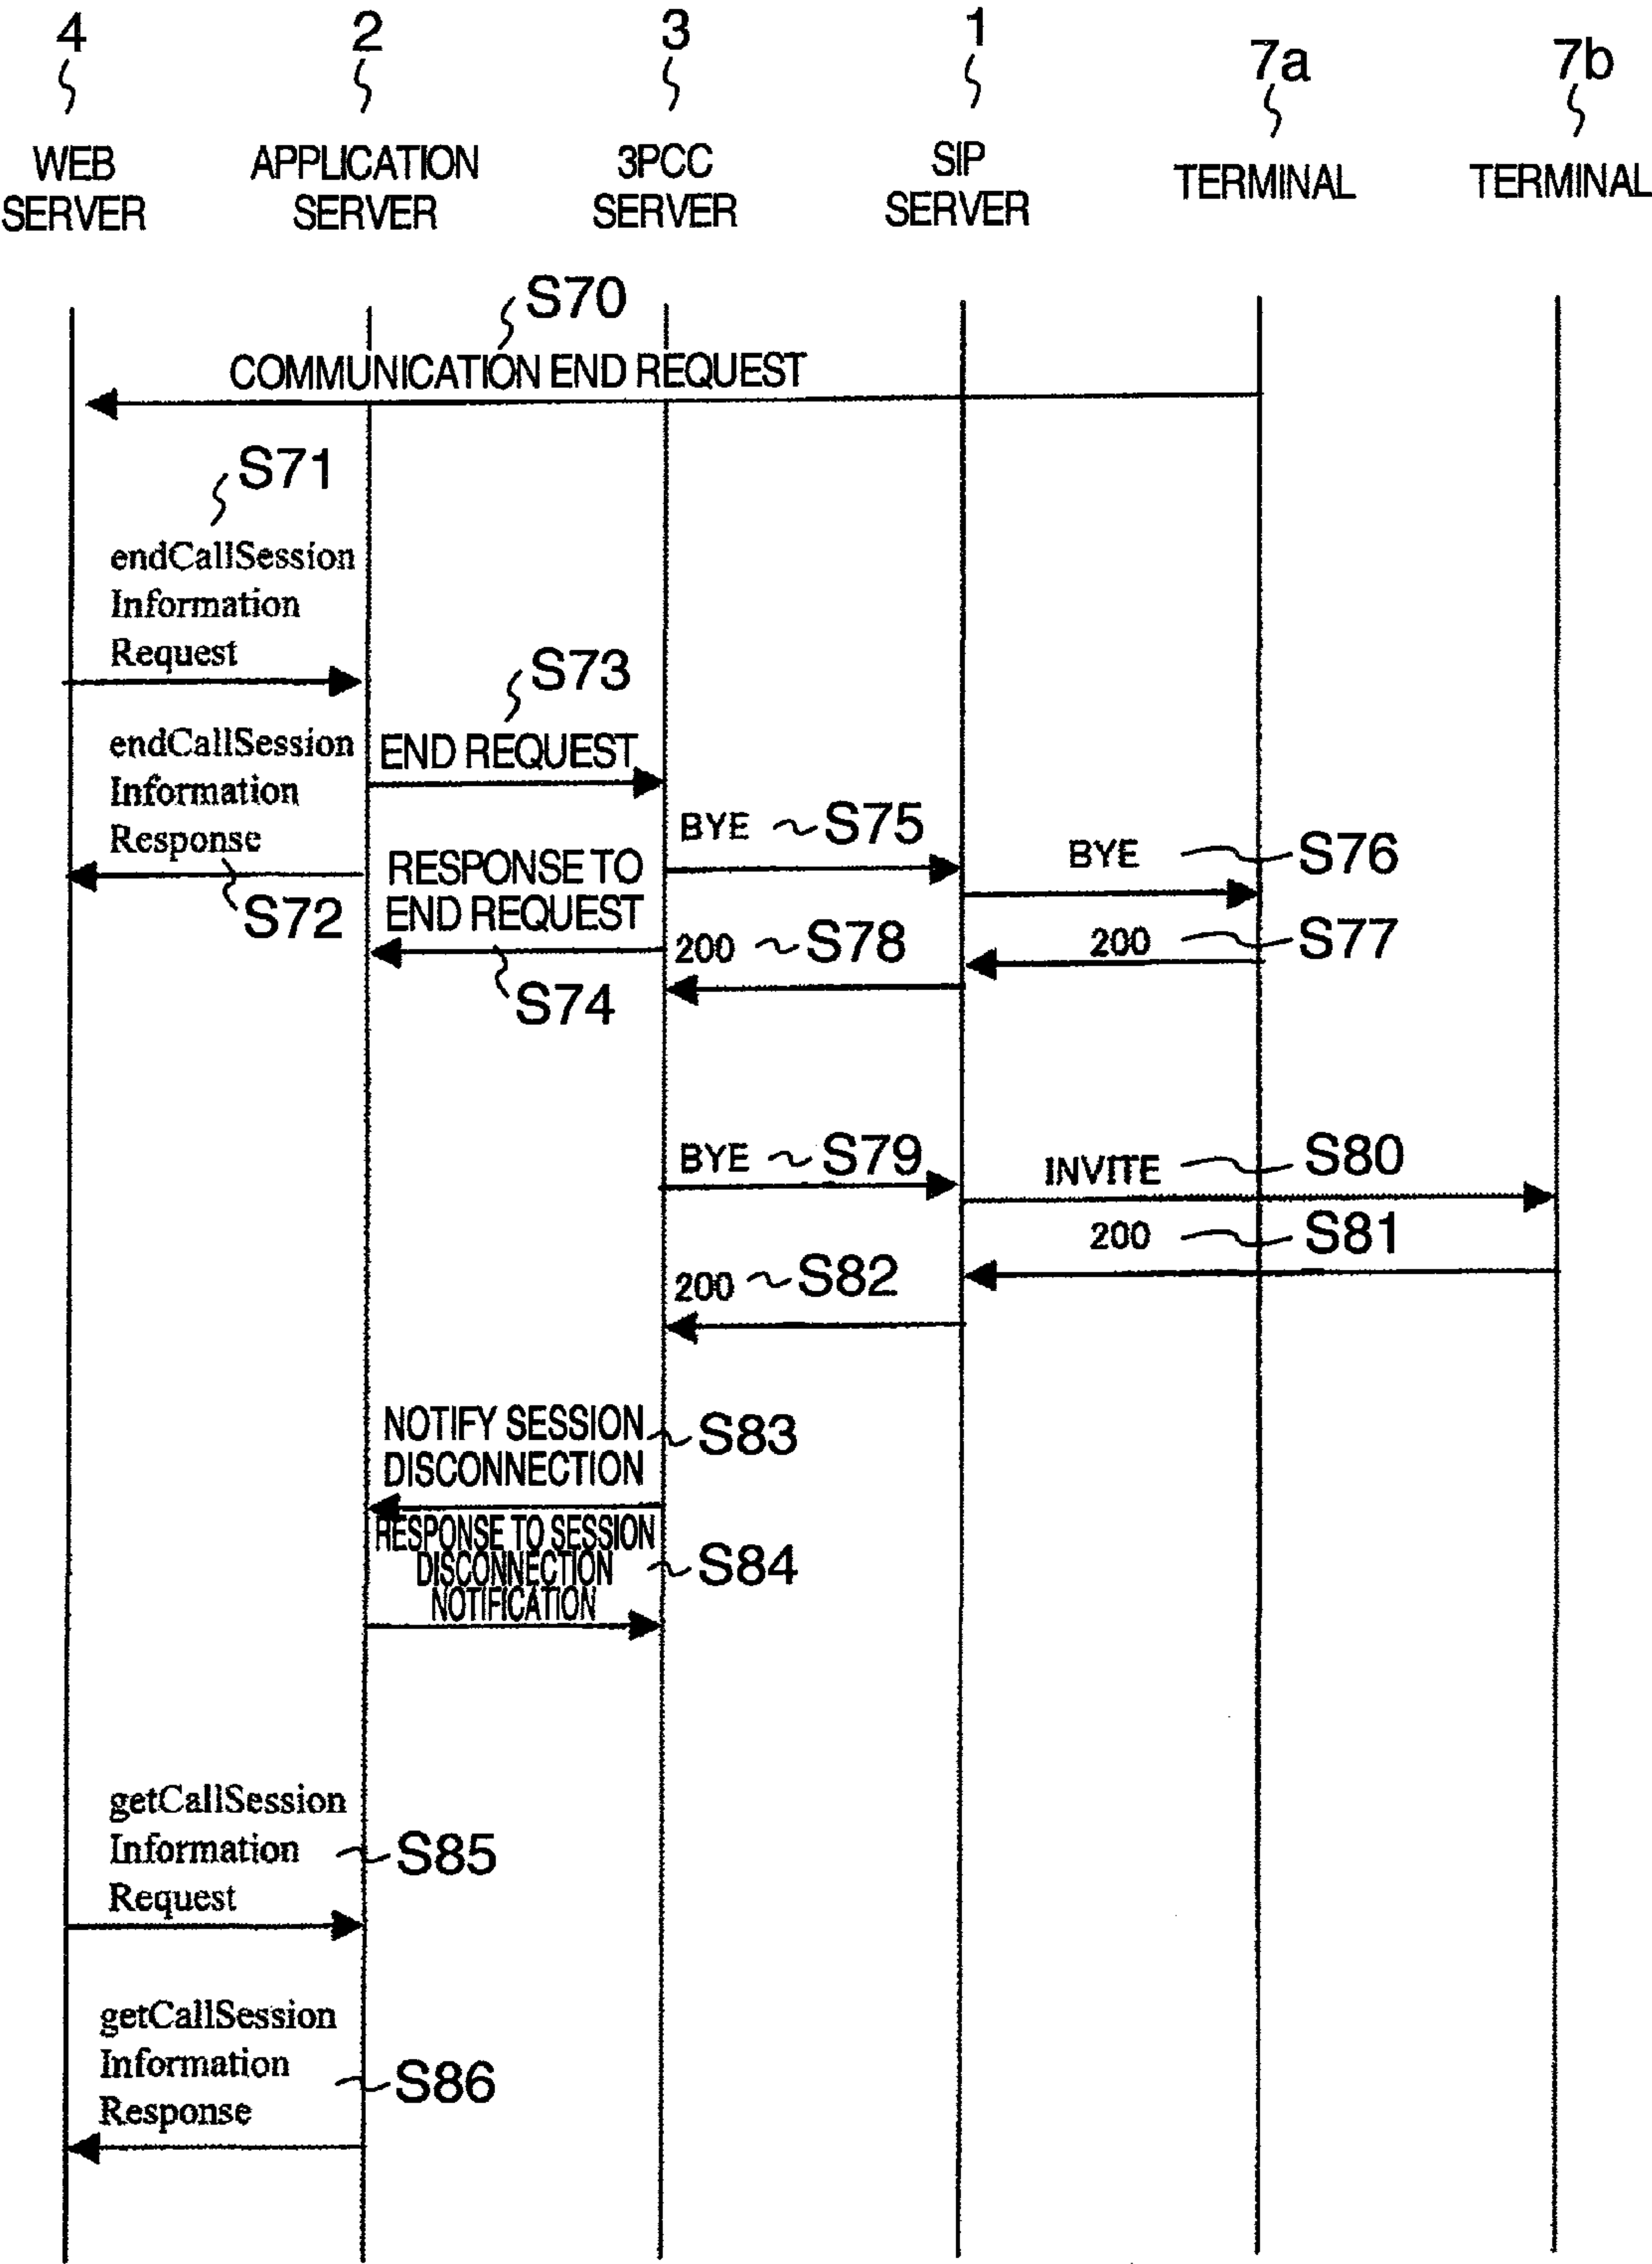 4
2
3
1
7a
7b
WEB
SERVER
APPLICATION
SERVER
3PCC
SERVER
SIP
SERVER
TERMINAL
TERMINAL
S70
COMMUNICATION END REQUEST
S71
endCallSession
Information
Request
S73
END REQUEST
endCallSession
Information
Response
S72
BYE
S75
BYE
S76
RESPONSE TO
END REQUEST
S74
200
S78
200
S77
BYE
S79
INVITE
S80
200
S81
200
S82
NOTIFY SESSION
DISCONNECTION
S83
RESPONSE TO SESSION
DISCONNECTION
NOTIFICATION
S84
getCallSession
Information
Request
S85
getCallSession
Information
Response
S86